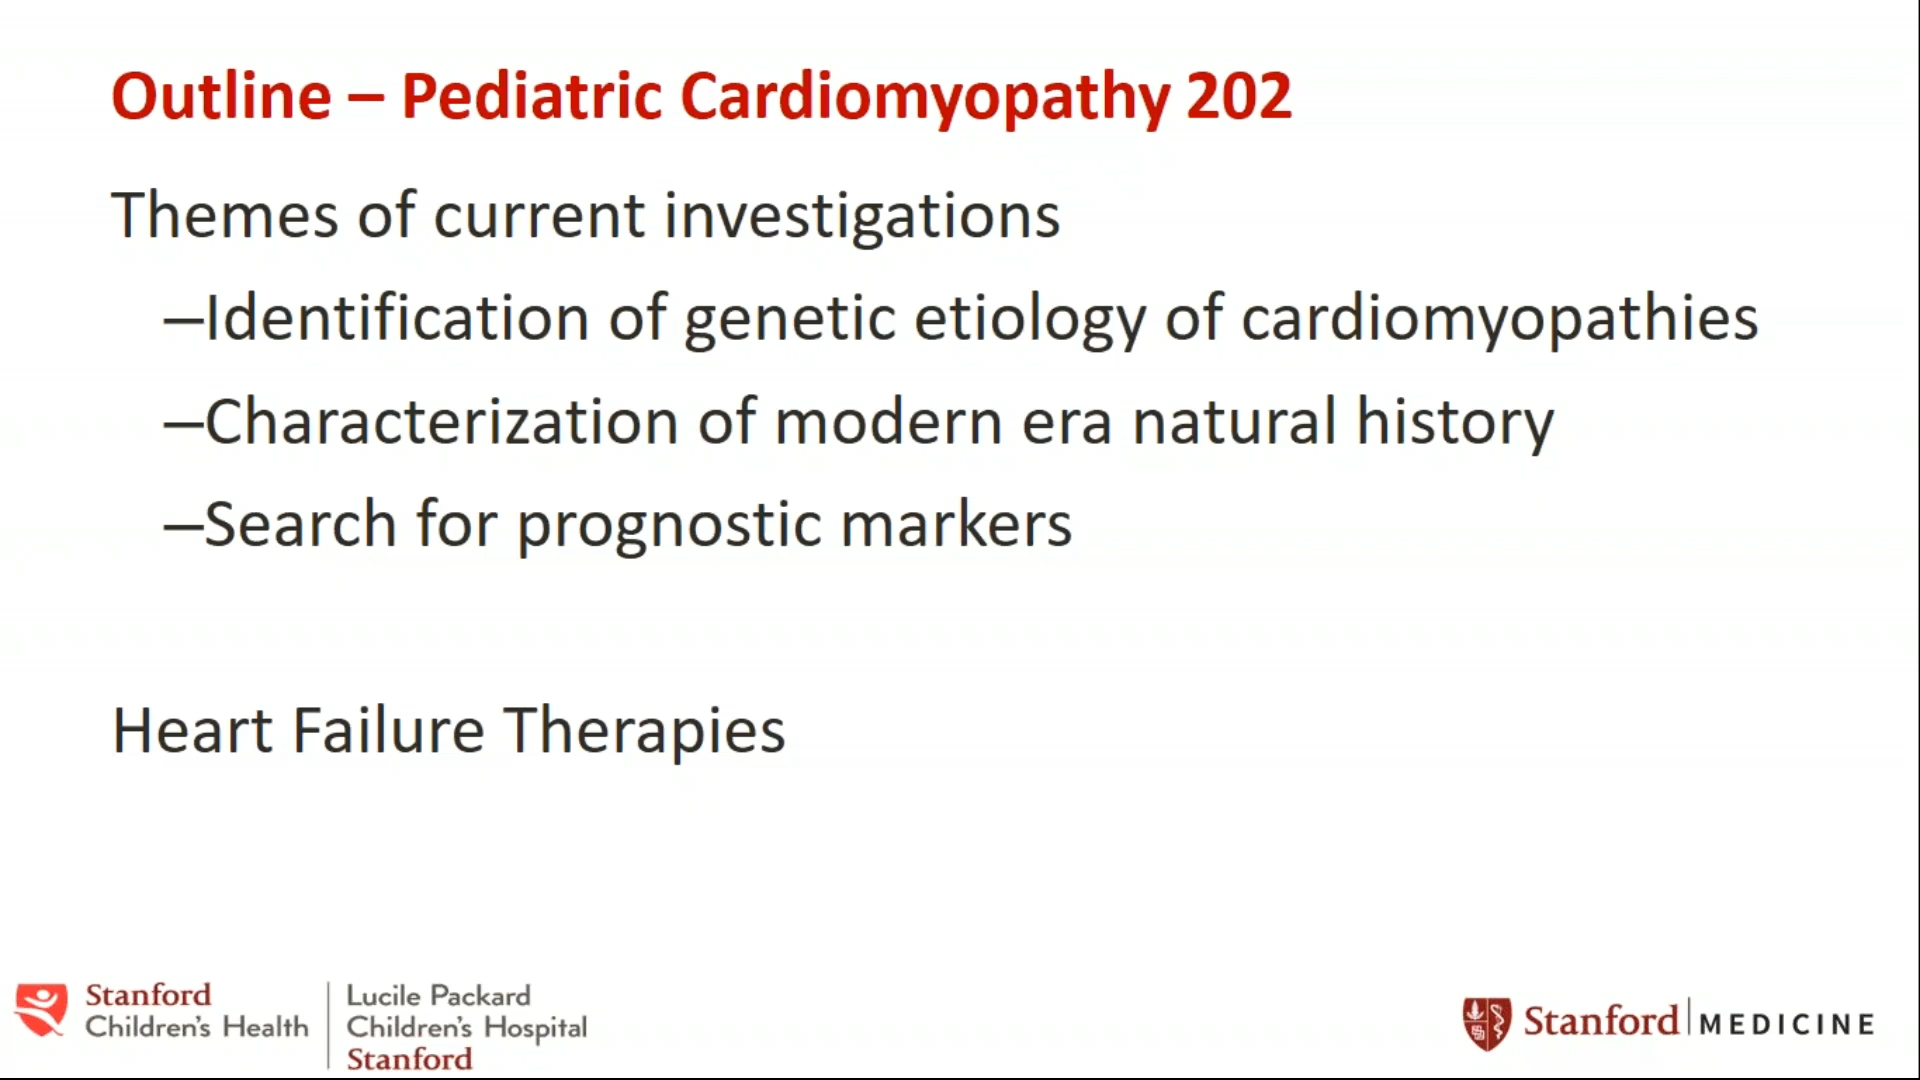 Outline – Pediatric Cardiomyopathy 202
Themes of current investigations
–Identification of genetic etiology of cardiomyopathies
–Characterization of modern era natural history
–Search for prognostic markers
Heart Failure Therapies
Stanford
Children's Health
Lucile Packard
Children's Hospital
Stanford
Stanford MEDICINE